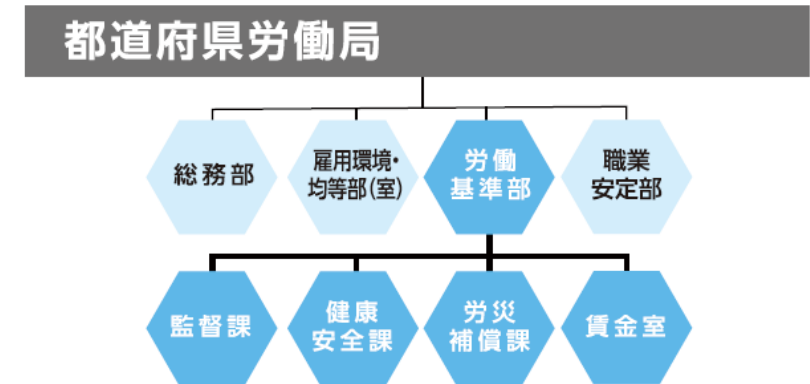 都道府県労働局
総務部
雇用環境・
均等部(室)
労働
基準部
職業
安定部
監督課
健康
安全課
労災
補償課
賃金室